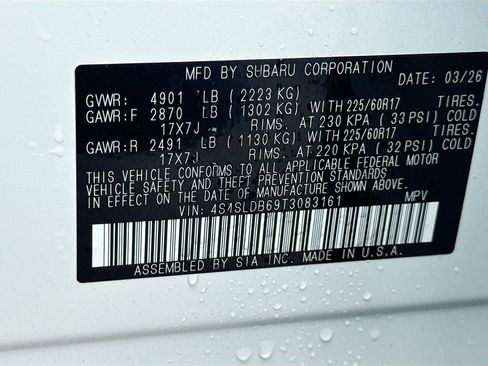 MFD BY SUBARU CORPORATION DATE: 03/26
GVWR: 4901 LB (2223 KG)
GAWR:F 2870 LB (1302 KG) WITH 225/60R17 TIRES.
17X7J RIMS. AT 230 KPA (33 PSI) COLD
GAWR:R 2491 LB (1130 KG) WITH 225/60R17 TIRES.
17X7J RIMS. AT 220 KPA (32 PSI) COLD
THIS VEHICLE CONFORMS TO ALL APPLICABLE FEDERAL MOTOR
VEHICLE SAFETY AND THEFT PREVENTION STANDARDS
IN EFFECT ON THE DATE OF MANUFACTURE SHOWN ABOVE.
VIN: 4S4SLDB69T3083161 MPV
ASSEMBLED BY SIA INC. MADE IN U.S.A.